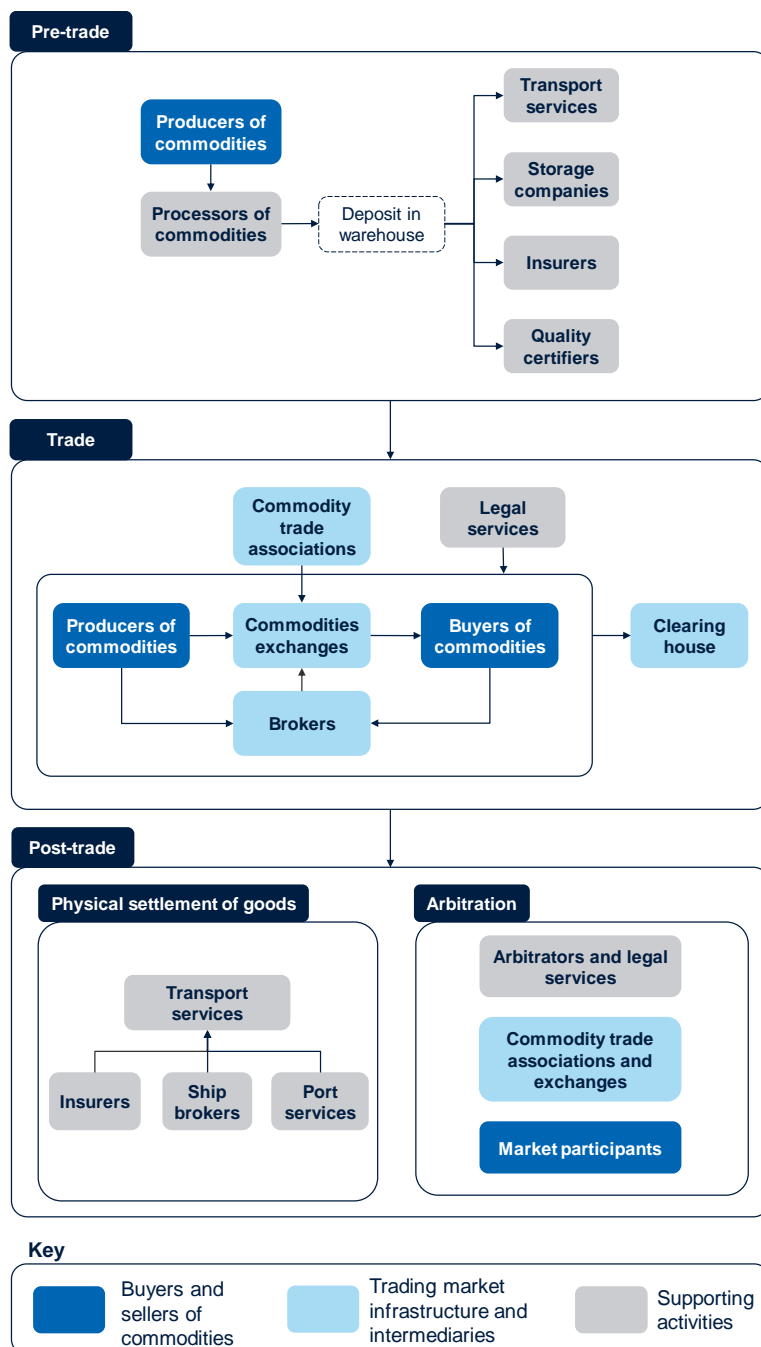 Pre-trade
Producers of
commodities
Processors of
commodities
Deposit in
warehouse
Transport
services
Storage
companies
Insurers
Quality
certifiers
Trade
Commodity
trade
associations
Legal
services
Producers of
commodities
Commodities
exchanges
Buyers of
commodities
Clearing
house
Brokers
Post-trade
Physical settlement of goods
Transport
services
Insurers
Ship
brokers
Port
services
Arbitration
Arbitrators and legal
services
Commodity trade
associations and
exchanges
Market participants
Key
Buyers and
sellers of
commodities
Trading market
infrastructure and
intermediaries
Supporting
activities